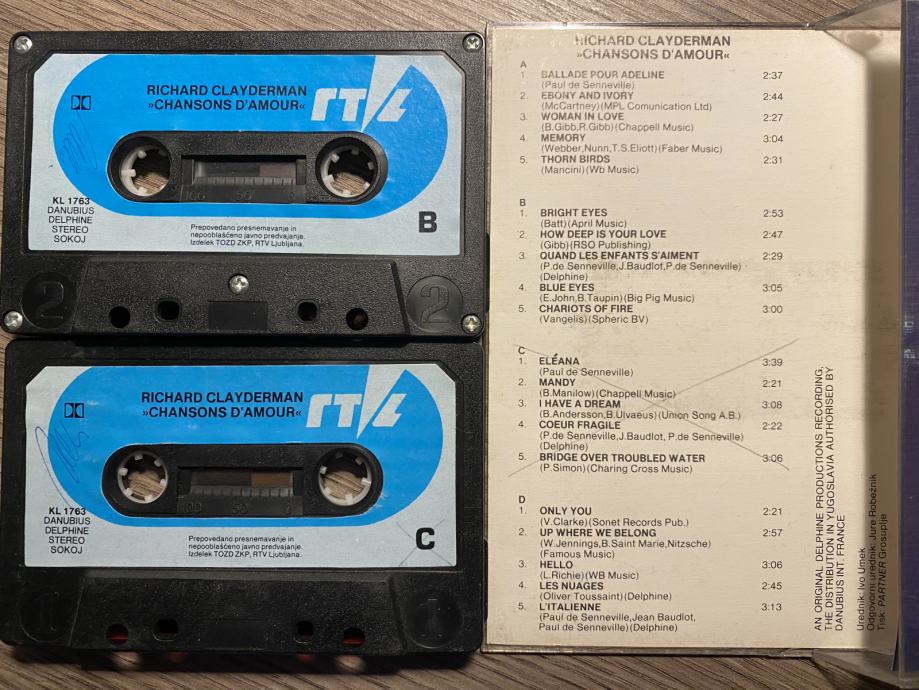 RICHARD CLAYDERMAN
»CHANSONS D'AMOUR«
RTVL
KL 1763
DANUBIUS
DELPHINE
STEREO
SOKOJ
B
100 50 0
Prepovedano presnemavanje in
nepooblaščeno javno predvajanje.
Izdelek TOZD ZKP, RTV Ljubljana.
2
2
RICHARD CLAYDERMAN
»CHANSONS D'AMOUR«
RTVL
KL 1763
DANUBIUS
DELPHINE
STEREO
SOKOJ
C
100 50 0
Prepovedano presnemavanje in
nepooblaščeno javno predvajanje.
Izdelek TOZD ZKP, RTV Ljubljana.
1
1
RICHARD CLAYDERMAN
»CHANSONS D'AMOUR«
A
1. BALLADE POUR ADELINE 2:37
(Paul de Senneville)
2. EBONY AND IVORY 2:44
(McCartney)(MPL Comunication Ltd)
3. WOMAN IN LOVE 2:27
(B.Gibb,R.Gibb)(Chappell Music)
4. MEMORY 3:04
(Webber,Nunn,T.S.Eliott)(Faber Music)
5. THORN BIRDS 2:31
(Mancini)(Wb Music)
B
1. BRIGHT EYES 2:53
(Batt)(April Music)
2. HOW DEEP IS YOUR LOVE 2:47
(Gibb)(RSO Publishing)
3. QUAND LES ENFANTS S'AIMENT 2:29
(P.de Senneville,J.Baudlot,P.de Senneville)
(Delphine)
4. BLUE EYES 3:05
(E.John,B.Taupin)(Big Pig Music)
5. CHARIOTS OF FIRE 3:00
(Vangelis)(Spheric BV)
C
1. ELÉANA 3:39
(Paul de Senneville)
2. MANDY 2:21
(B.Manilow)(Chappell Music)
3. I HAVE A DREAM 3:08
(B.Andersson,B.Ulvaeus)(Union Song A.B.)
4. COEUR FRAGILE 2:22
(P.de Senneville,J.Baudlot, P.de Senneville)
(Delphine)
5. BRIDGE OVER TROUBLED WATER 3:06
(P.Simon)(Charing Cross Music)
D
1. ONLY YOU 2:21
(V.Clarke)(Sonet Records Pub.)
2. UP WHERE WE BELONG 2:57
(W.Jennings,B.Saint Marie,Nitzsche)
(Famous Music)
3. HELLO 3:06
(L.Richie)(WB Music)
4. LES NUAGES 2:45
(Oliver Toussaint)(Delphine)
5. L'ITALIENNE 3:13
(Paul de Senneville,Jean Baudlot,
Paul de Senneville)(Delphine)
AN ORIGINAL DELPHINE PRODUCTIONS RECORDING,
THE DISTRIBUTION IN YUGOSLAVIA AUTHORISED BY
DANUBIUS INT. FRANCE
Urednik: Ivo Umek
Odgovorni urednik: Jure Robežnik
Tisk: PARTNER Grosuplje